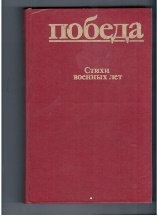 победа
Стихи
военных лет